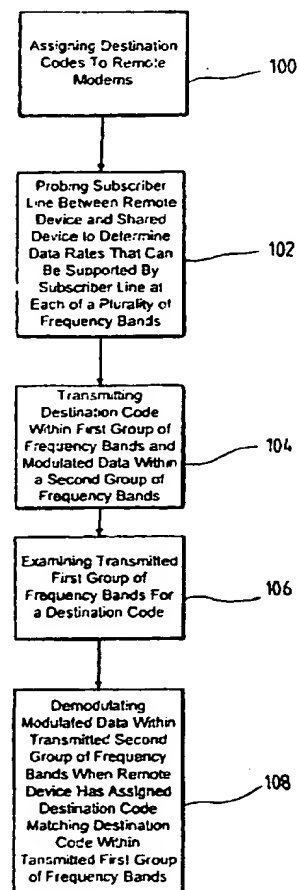 Assigning Destination
Codes To Remote
Modems
100
Probing Subscriber
Line Between Remote
Device and Shared
Device to Determine
Data Rates That Can
Be Supported By
Subscriber Line at
Each of a Plurality of
Frequency Bands
102
Transmitting
Destination Code
Within First Group of
Frequency Bands and
Modulated Data Within
a Second Group of
Frequency Bands
104
Examining Transmitted
First Group of
Frequency Bands For
a Destination Code
106
Demodulating
Modulated Data Within
Transmitted Second
Group of Frequency
Bands When Remote
Device Has Assigned
Destination Code
Matching Destination
Code Within
Tansmitted First Group
of Frequency Bands
108